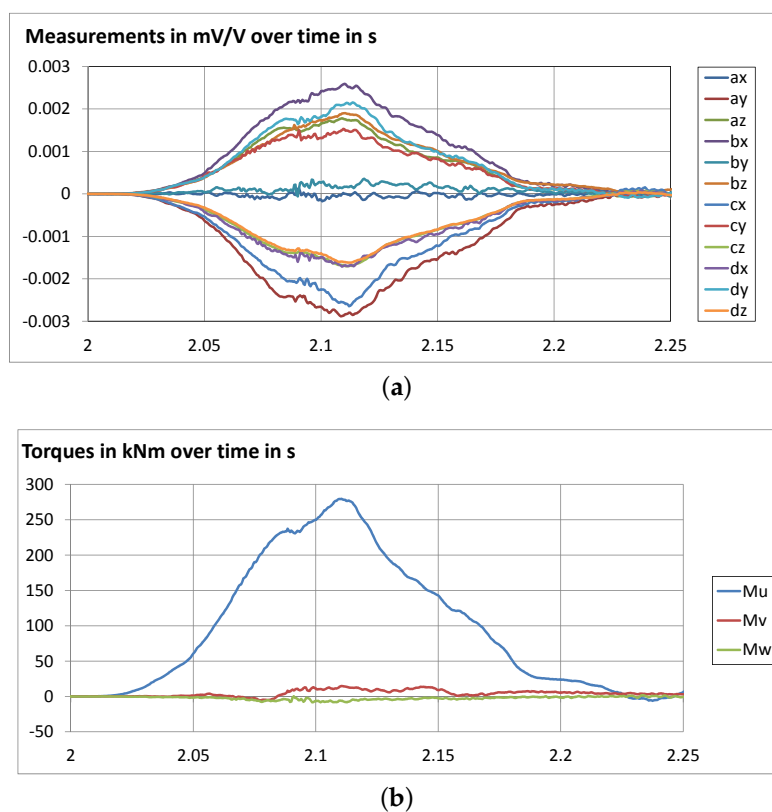 Measurements in mV/V over time in s
0.003
0.002
0.001
0
-0.001
-0.002
-0.003
2 2.05 2.1 2.15 2.2 2.25
ax
ay
az
bx
by
bz
cx
cy
cz
dx
dy
dz
(a)
Torques in kNm over time in s
300
250
200
150
100
50
0
-50
2 2.05 2.1 2.15 2.2 2.25
Mu
Mv
Mw
(b)